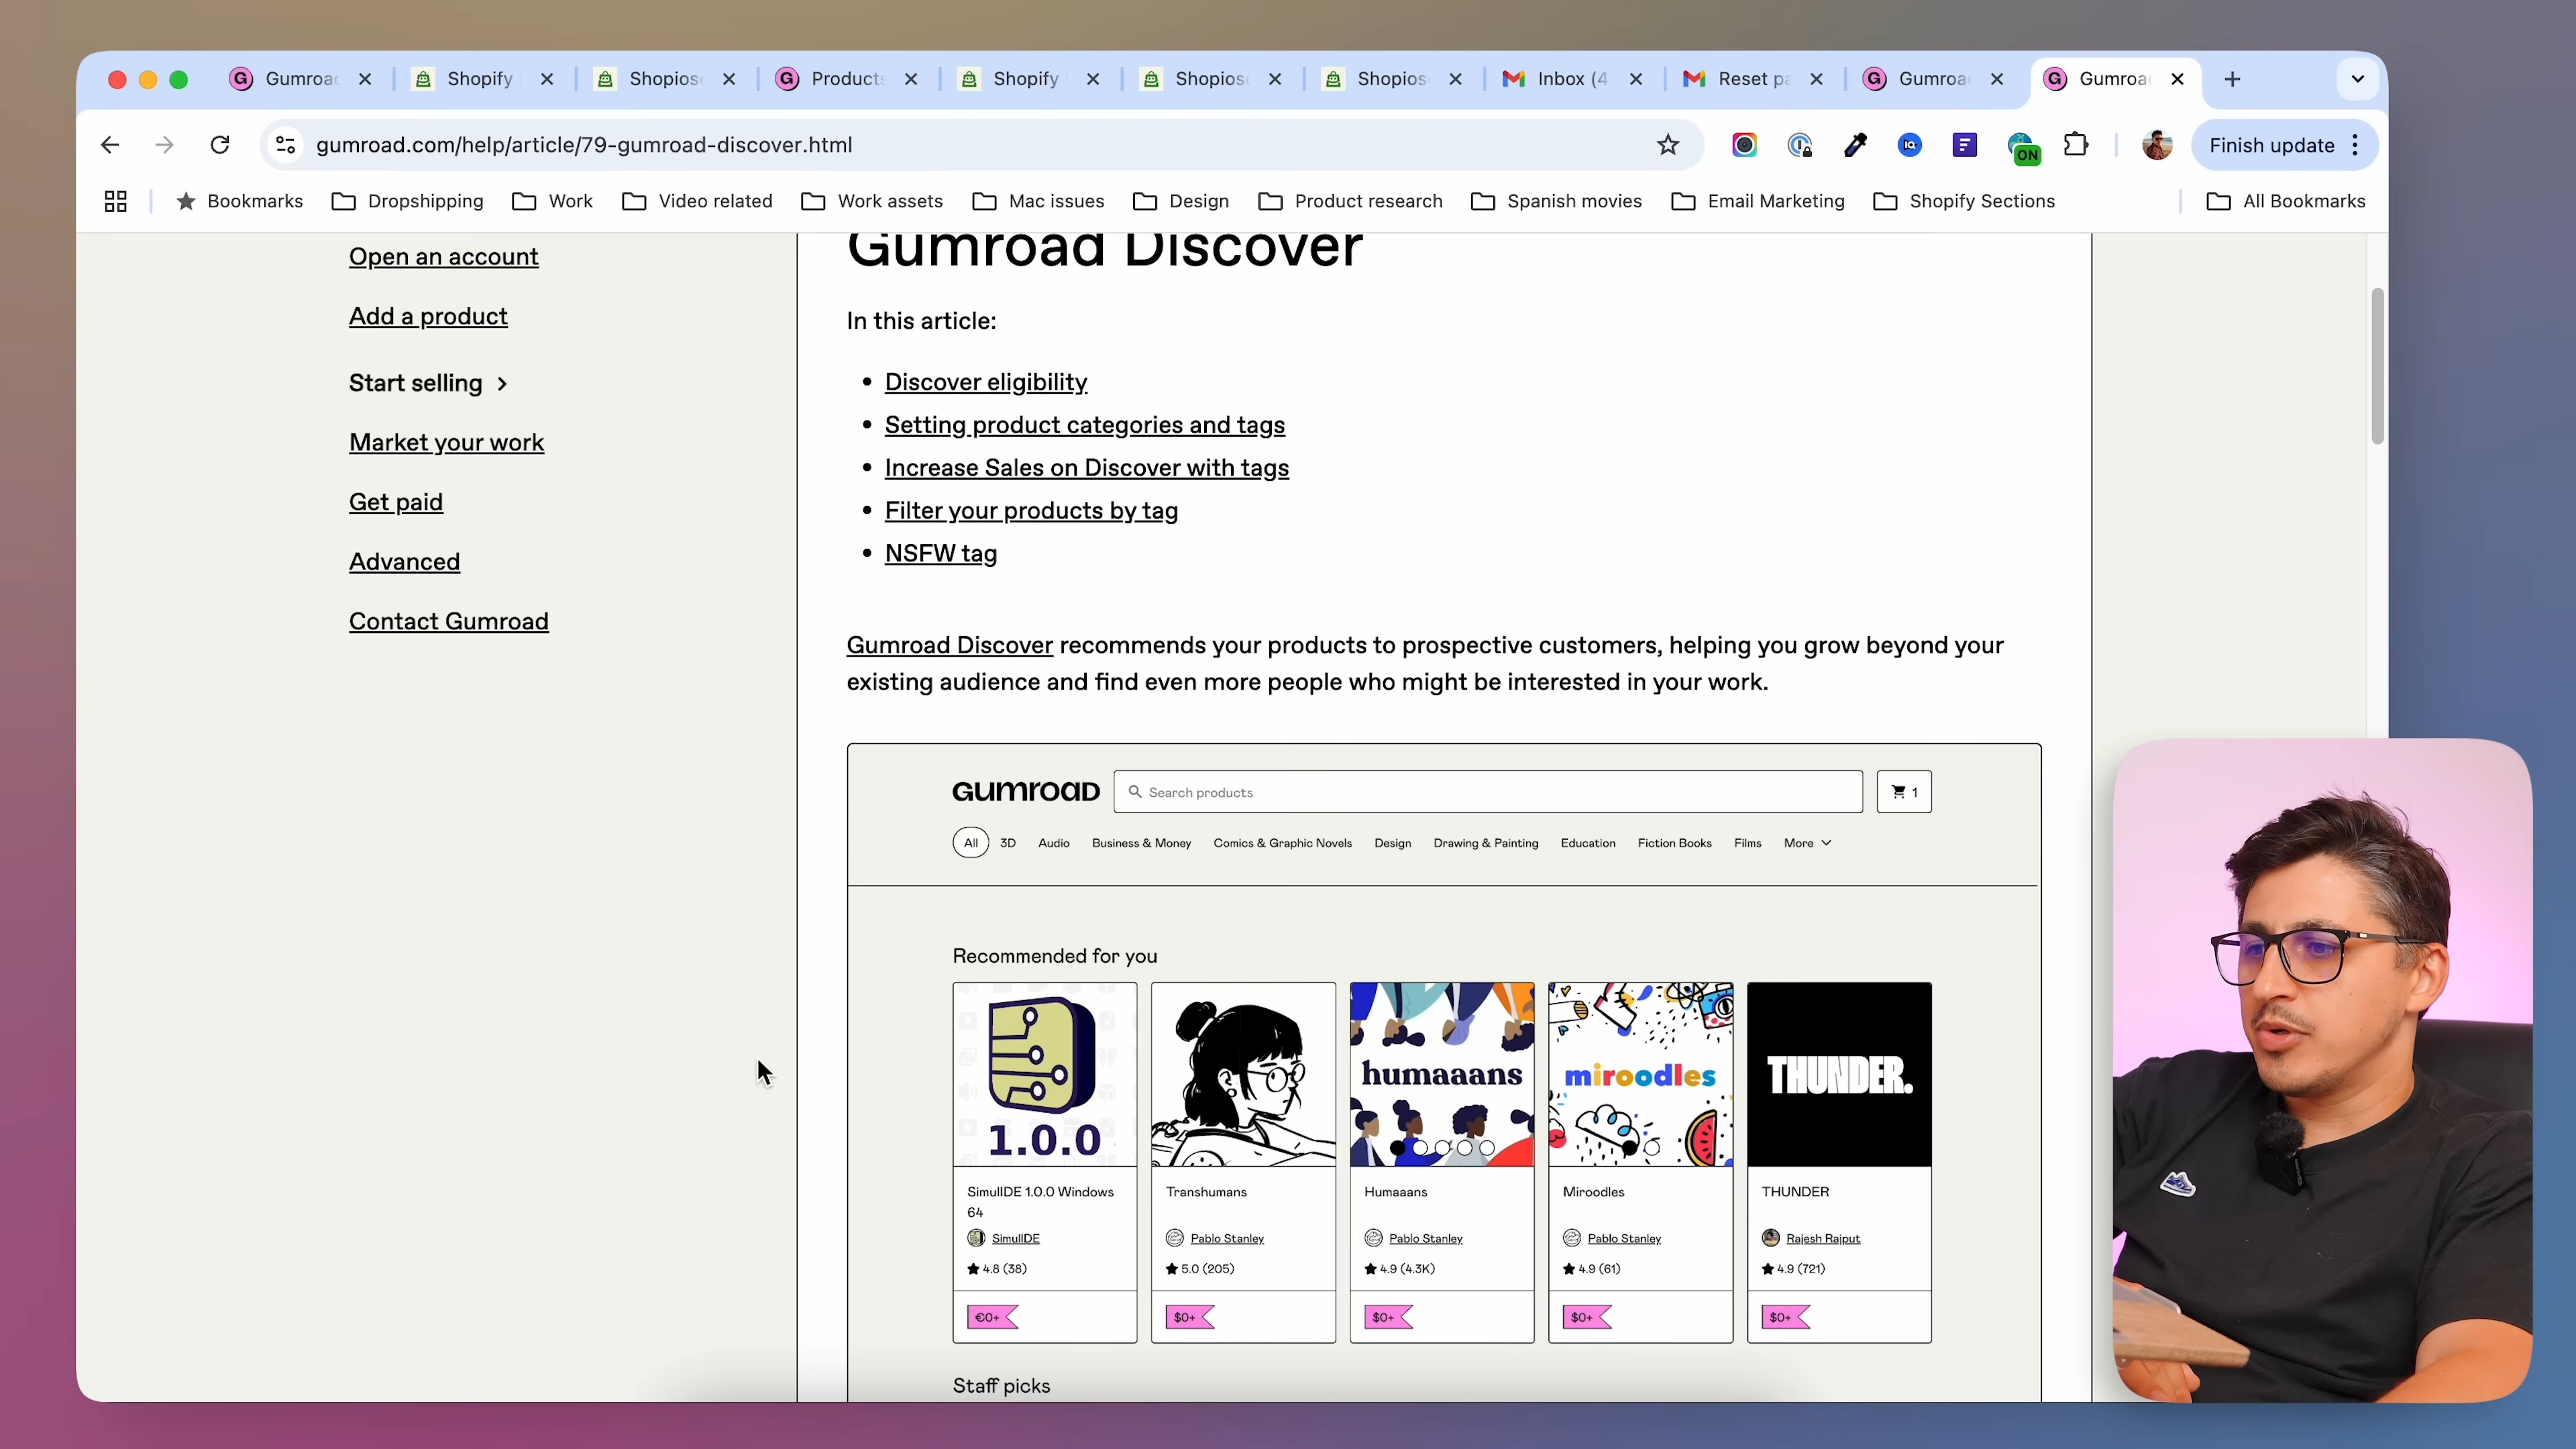 Gumroa
Shopify
Shopios
Products
Shopify
Shopios
Shopios
Inbox (4
Reset pa
Gumroa
Gumroa
gumroad.com/help/article/79-gumroad-discover.html
ON
Finish update
Bookmarks
Dropshipping
Work
Video related
Work assets
Mac issues
Design
Product research
Spanish movies
Email Marketing
Shopify Sections
All Bookmarks
Open an account
Add a product
Start selling
Market your work
Get paid
Advanced
Contact Gumroad
Gumroad Discover
In this article:
• Discover eligibility
• Setting product categories and tags
• Increase Sales on Discover with tags
• Filter your products by tag
• NSFW tag
Gumroad Discover recommends your products to prospective customers, helping you grow beyond your
existing audience and find even more people who might be interested in your work.
GUMROAD
Search products
1
All 3D Audio Business & Money Comics & Graphic Novels Design Drawing & Painting Education Fiction Books Films More
Recommended for you
1.0.0
humaaans
miroodles
THUNDER.
SimulIDE 1.0.0 Windows
64
SimulIDE
4.8 (38)
€0+
Transhumans
Pablo Stanley
5.0 (205)
$0+
Humaaans
Pablo Stanley
4.9 (4.3K)
$0+
Miroodles
Pablo Stanley
4.9 (61)
$0+
THUNDER
Rajesh Rajput
4.9 (721)
$0+
Staff picks